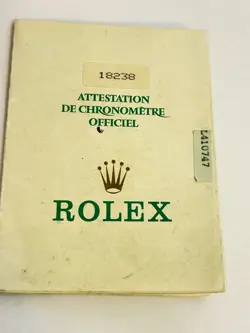 18238
ATTESTATION
DE CHRONOMÈTRE
OFFICIEL
L410747
ROLEX